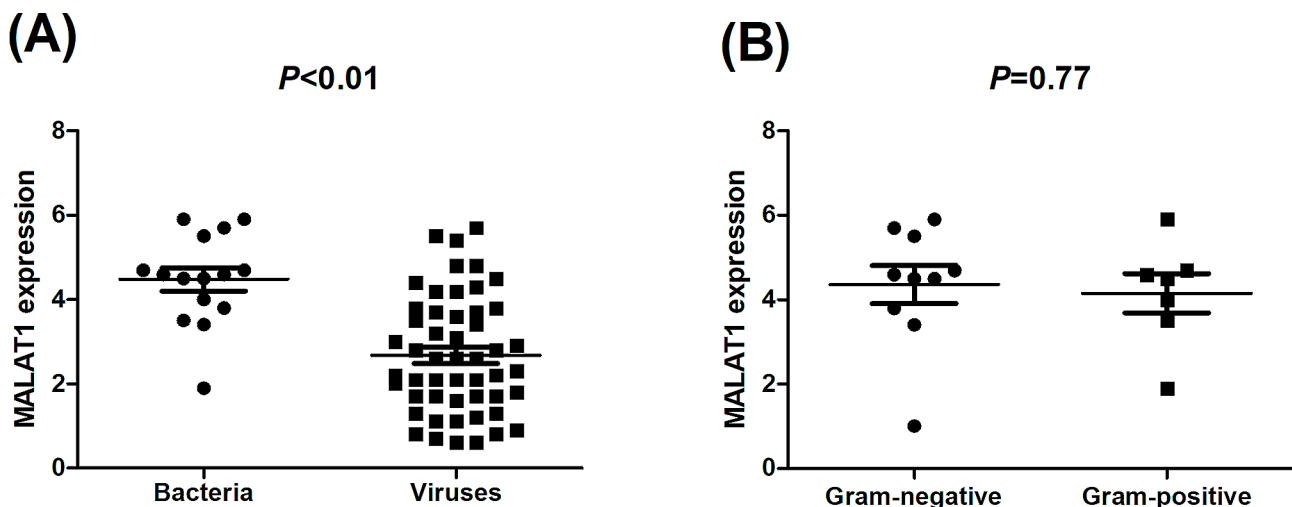 (A)
P<0.01
MALAT1 expression
8
6
4
2
0
Bacteria
Viruses
(B)
P=0.77
MALAT1 expression
8
6
4
2
0
Gram-negative
Gram-positive